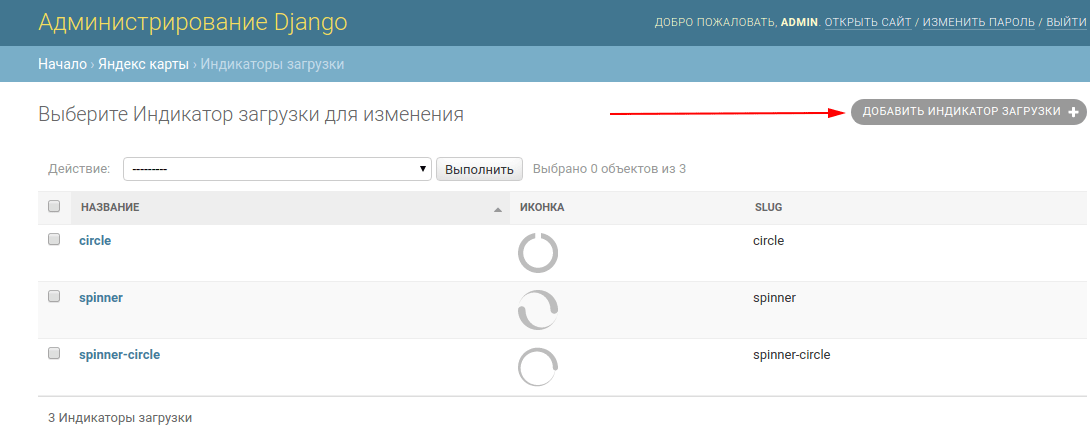 Администрирование Django
ДОБРО ПОЖАЛОВАТЬ, ADMIN. ОТКРЫТЬ САЙТ / ИЗМЕНИТЬ ПАРОЛЬ / ВЫЙТИ
Начало › Яндекс карты › Индикаторы загрузки
Выберите Индикатор загрузки для изменения
ДОБАВИТЬ ИНДИКАТОР ЗАГРУЗКИ +
Действие: --------- Выполнить Выбрано 0 объектов из 3
НАЗВАНИЕ ИКОНКА SLUG
circle circle
spinner spinner
spinner-circle spinner-circle
3 Индикаторы загрузки